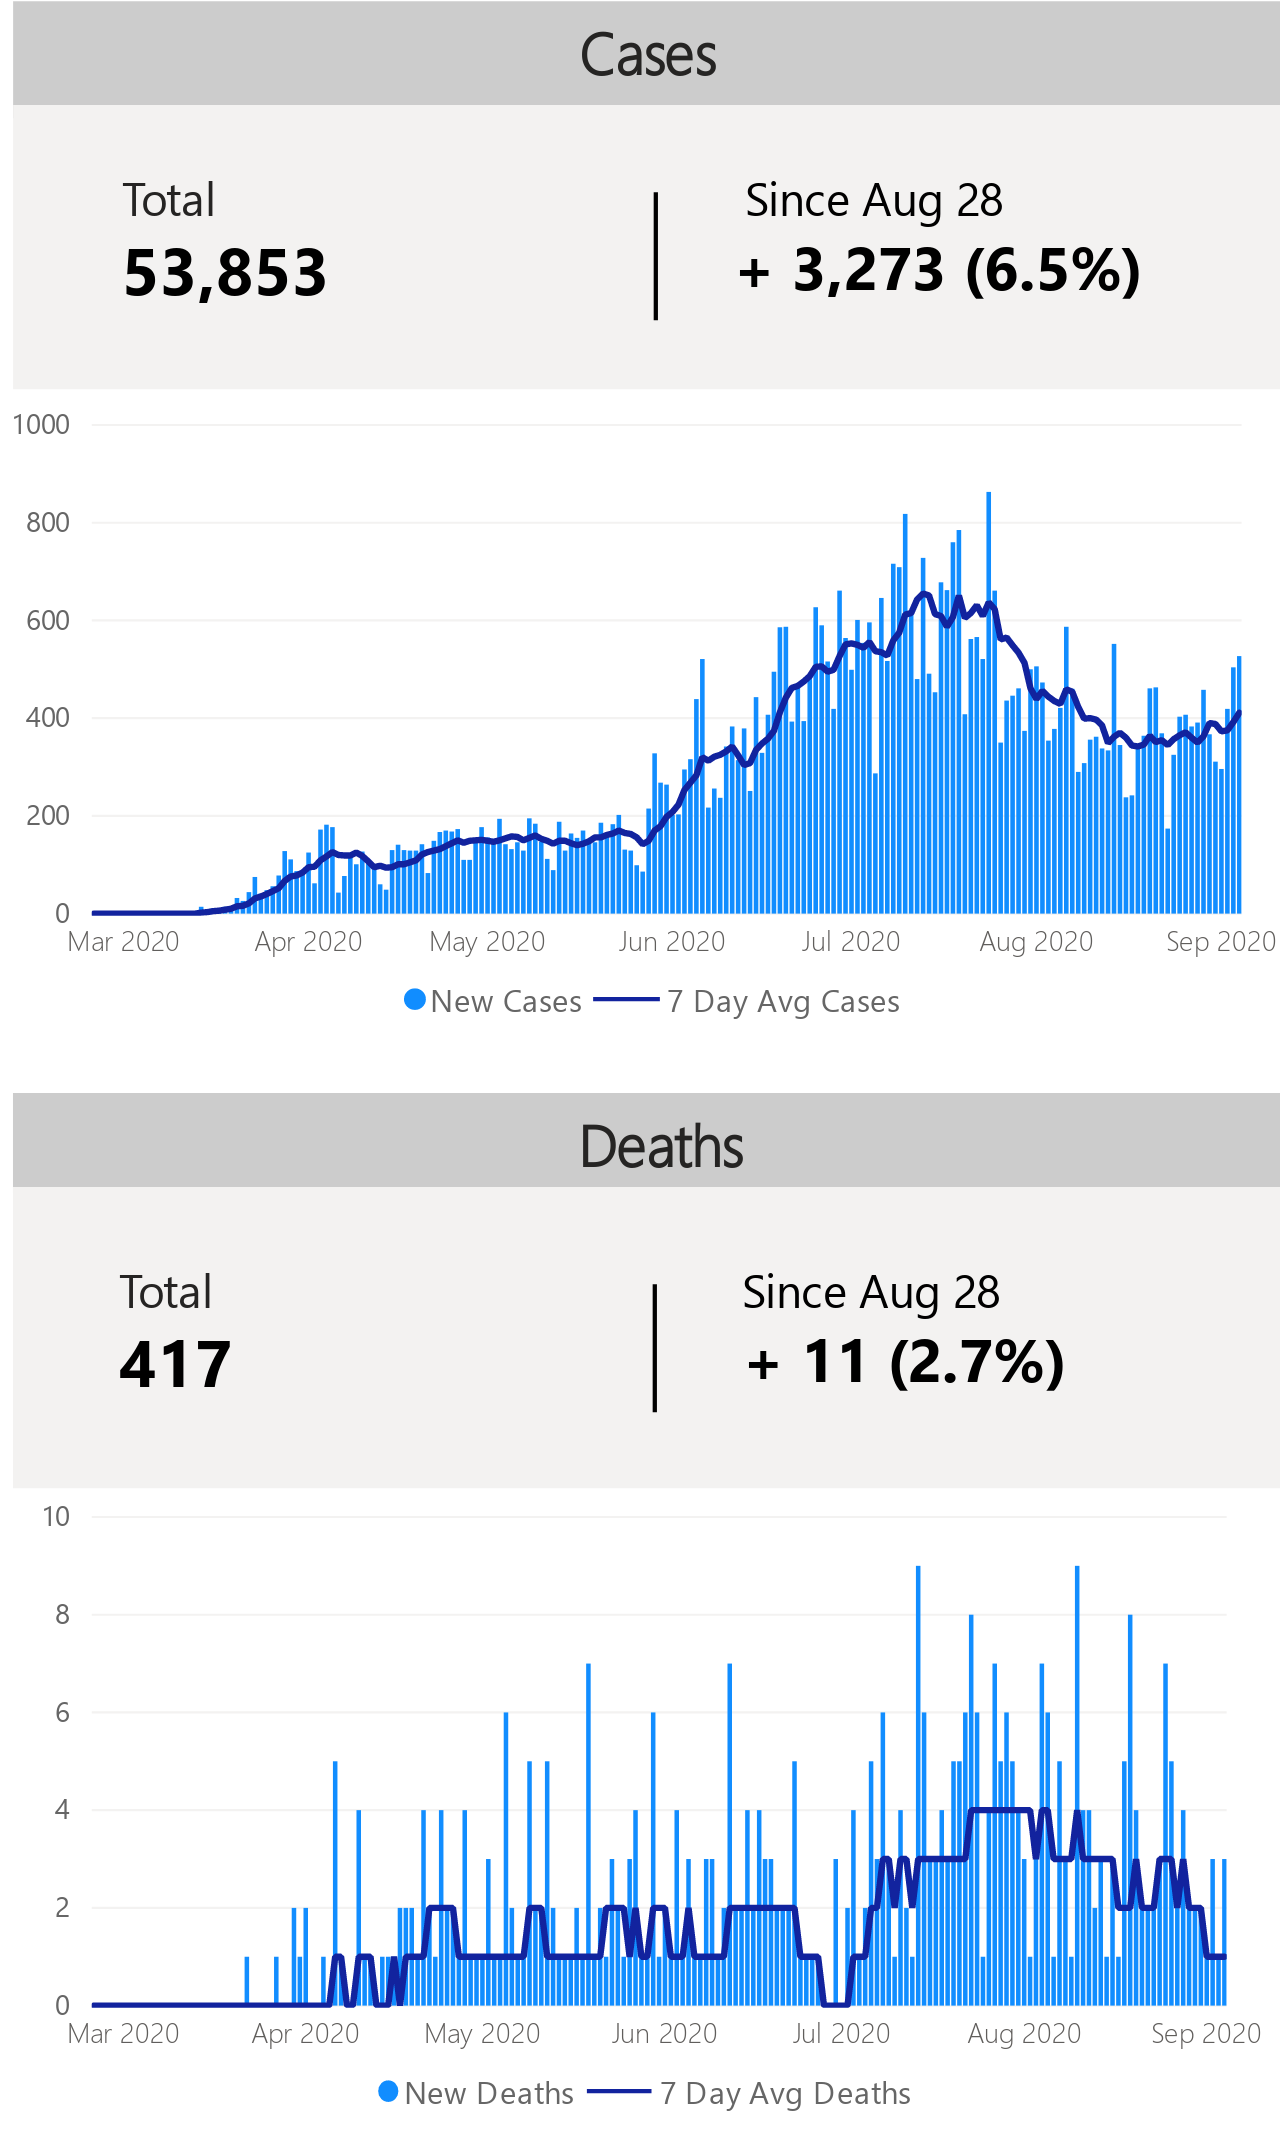 Cases
Total
Since Aug 28
53,853
+ 3,273 (6.5%)
1000
800
600
400
200
0
Mar 2020 Apr 2020 May 2020 Jun 2020 Jul 2020 Aug 2020 Sep 2020
New Cases 7 Day Avg Cases
Deaths
Total
Since Aug 28
417
+ 11 (2.7%)
10
8
6
4
2
0
Mar 2020 Apr 2020 May 2020 Jun 2020 Jul 2020 Aug 2020 Sep 2020
New Deaths 7 Day Avg Deaths